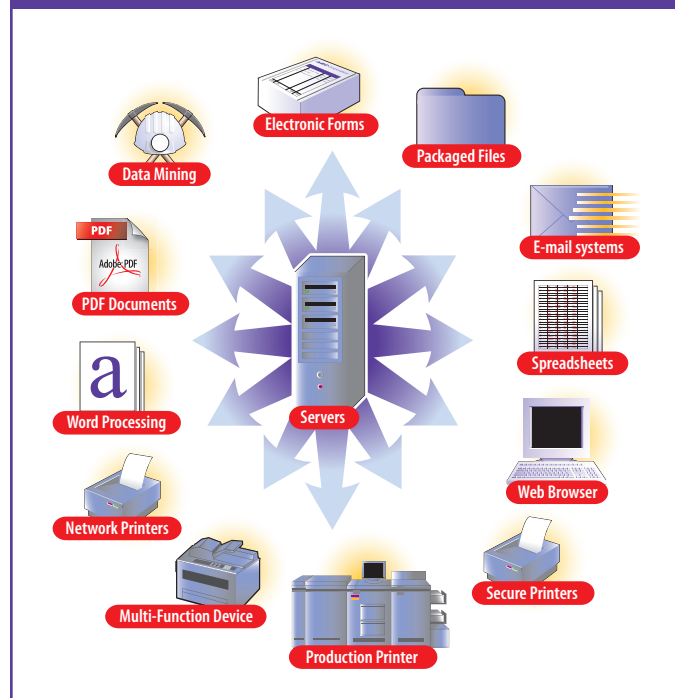 Electronic Forms
Packaged Files
Data Mining
E-mail systems
PDF
Adobe PDF
PDF Documents
Spreadsheets
a
Word Processing
Servers
Web Browser
Network Printers
Secure Printers
Multi-Function Device
Production Printer